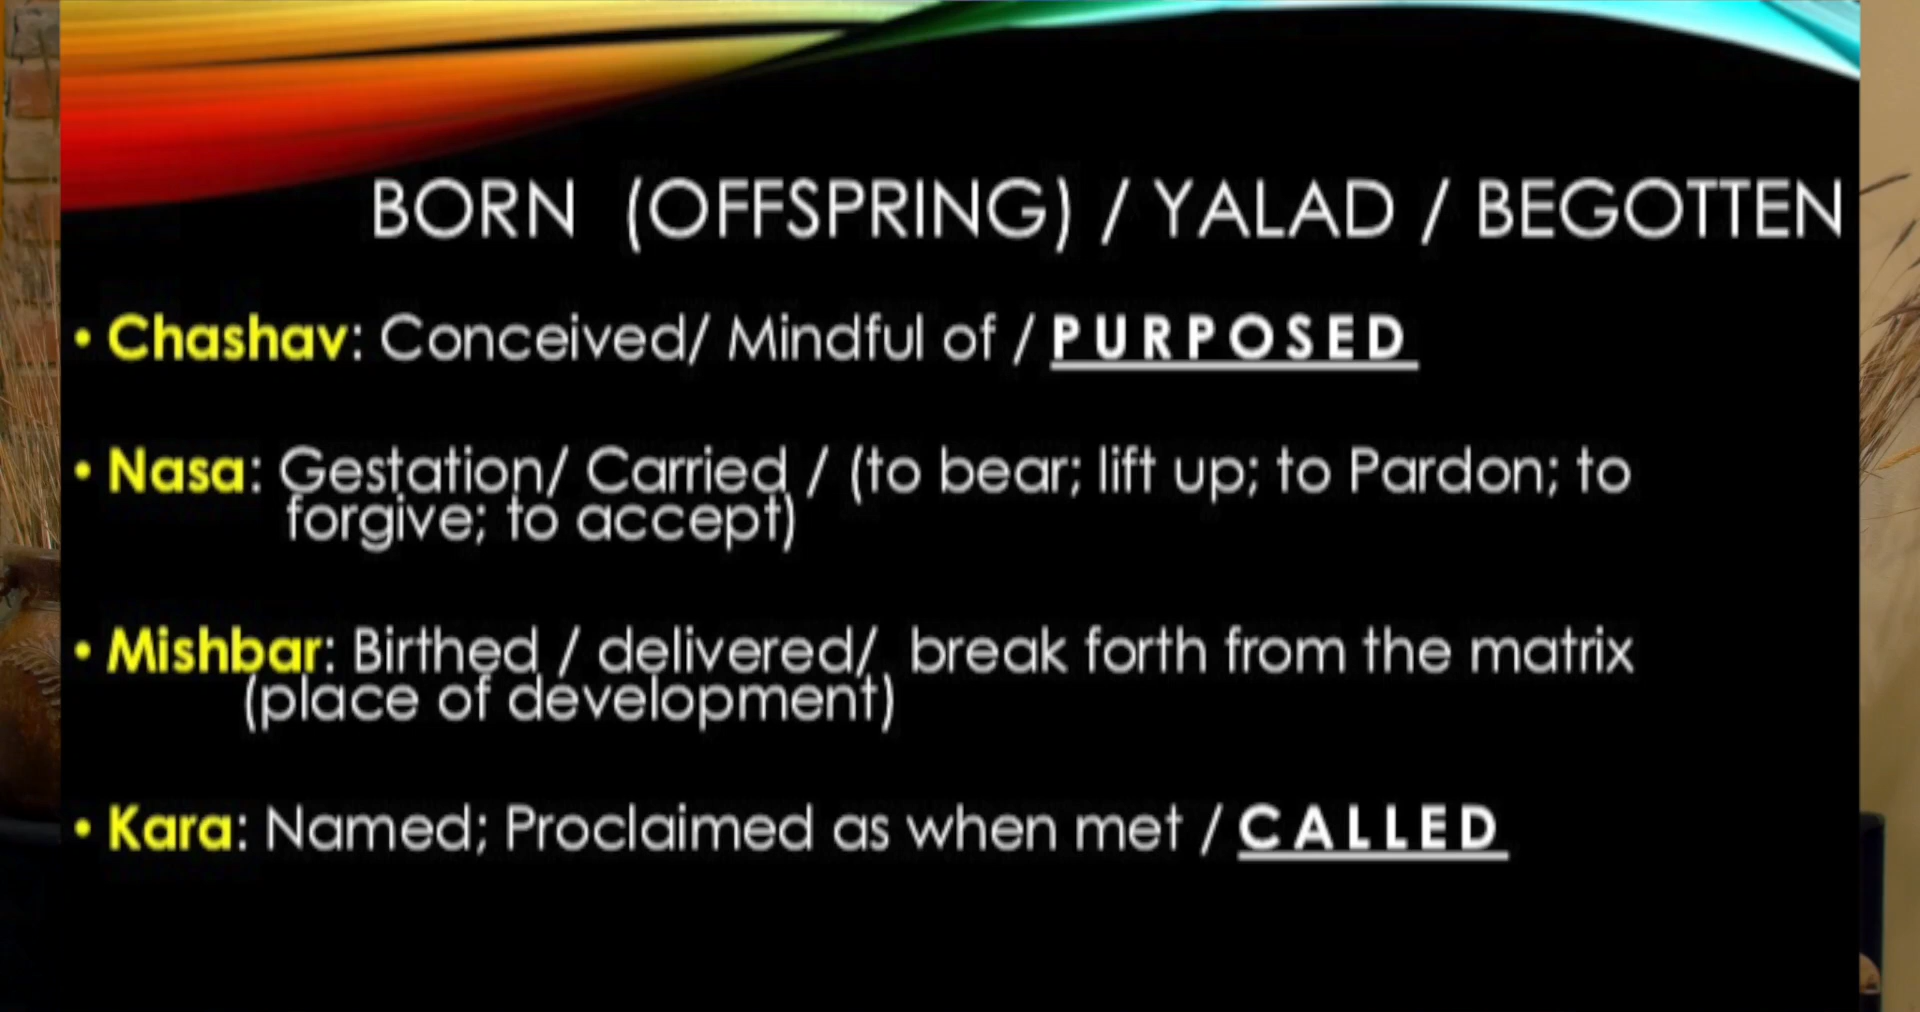 BORN (OFFSPRING) / YALAD / BEGOTTEN
• Chashav: Conceived/ Mindful of / PURPOSED
• Nasa: Gestation/ Carried / (to bear; lift up; to Pardon; to
forgive; to accept)
• Mishbar: Birthed / delivered/ break forth from the matrix
(place of development)
• Kara: Named; Proclaimed as when met / CALLED